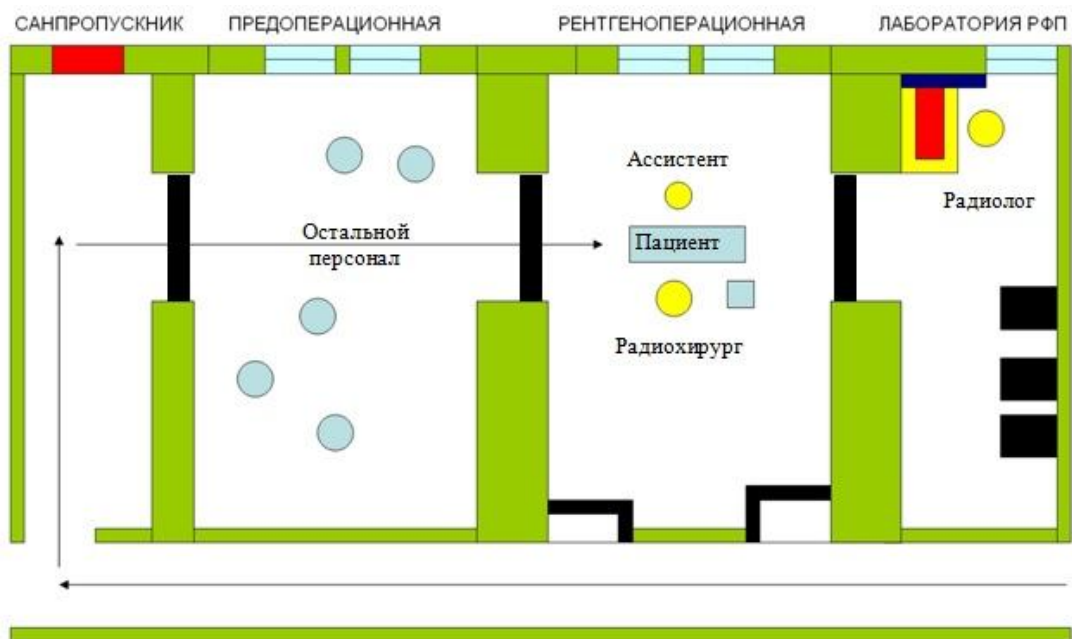 САНПРОПУСКНИК
ПРЕДОПЕРАЦИОННАЯ
РЕНТГЕНОПЕРАЦИОННАЯ
ЛАБОРАТОРИЯ РФП
Ассистент
Радиолог
Остальной
персонал
Пациент
Радиохирург